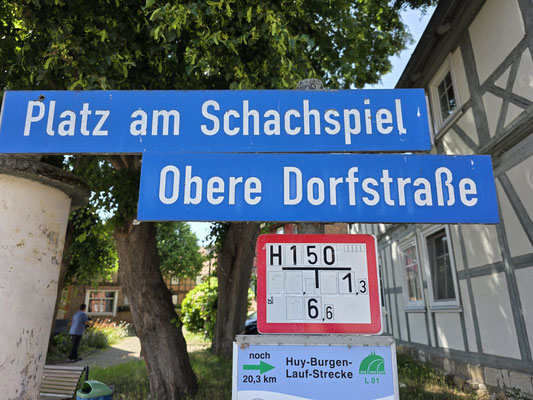 Platz am Schachspiel
Obere Dorfstraße
H150
1,3
6,6
noch
20,3 km
Huy-Burgen-
Lauf-Strecke
L 01